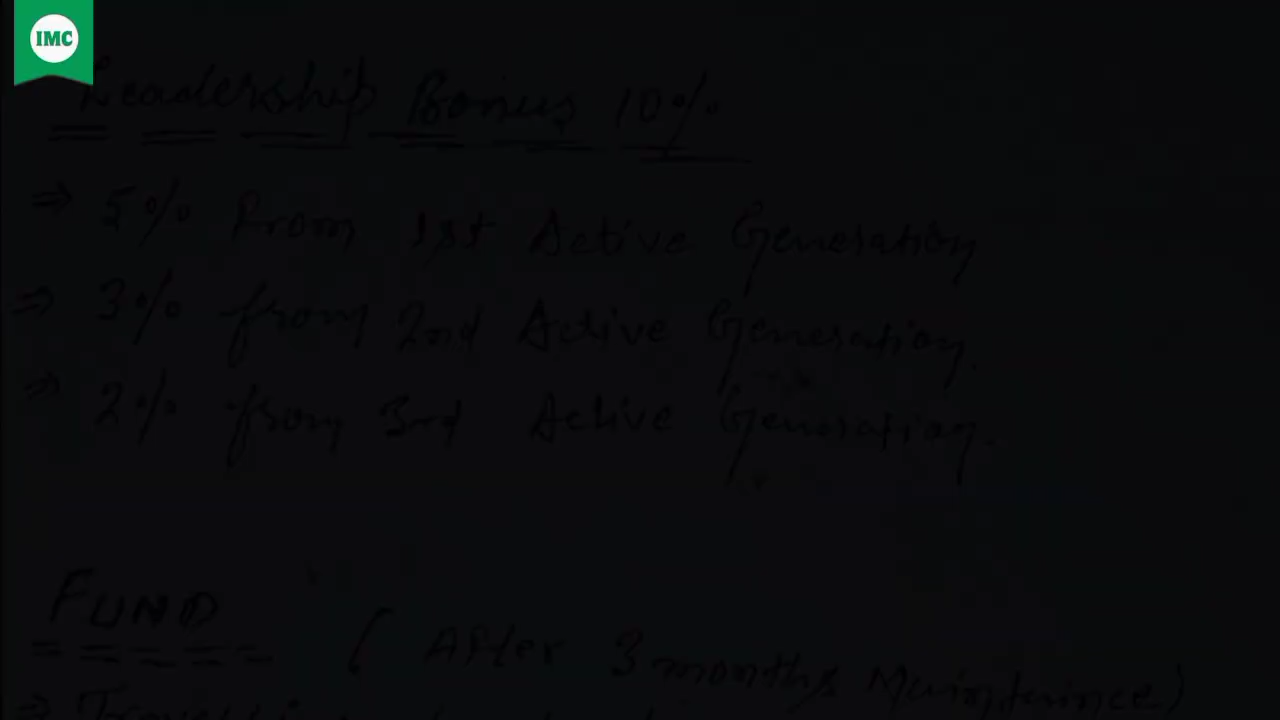 IMC
Leadership Bonus 10%
⇒ 5% From 1st Active Generation
⇒ 3% from 2nd Active Generation.
⇒ 2% from 3rd Active Generation.
FUND (After 3 months Maintaince)
⇒